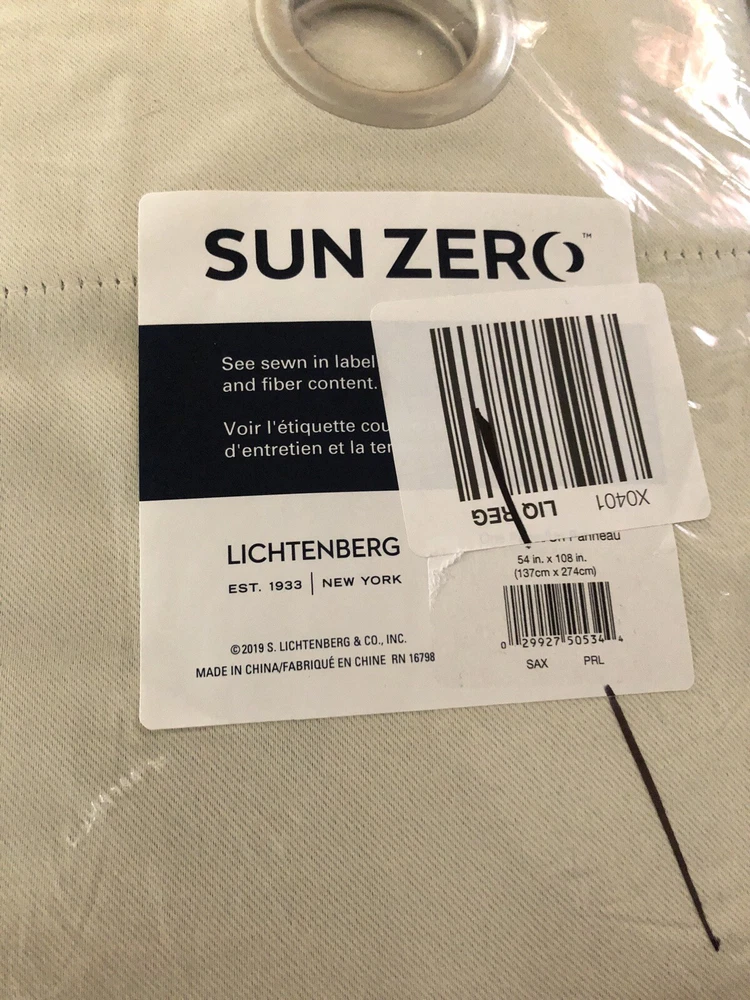 SUN ZERO™
See sewn in label
and fiber content.
Voir l'étiquette cou
d'entretien et la te
X0401
LIQ REG
LICHTENBERG
EST. 1933 | NEW YORK
©2019 S. LICHTENBERG & CO., INC.
MADE IN CHINA/FABRIQUÉ EN CHINE RN 16798
54 in. x 108 in.
(137cm x 274cm)
0 29927 50534 4
SAX PRL